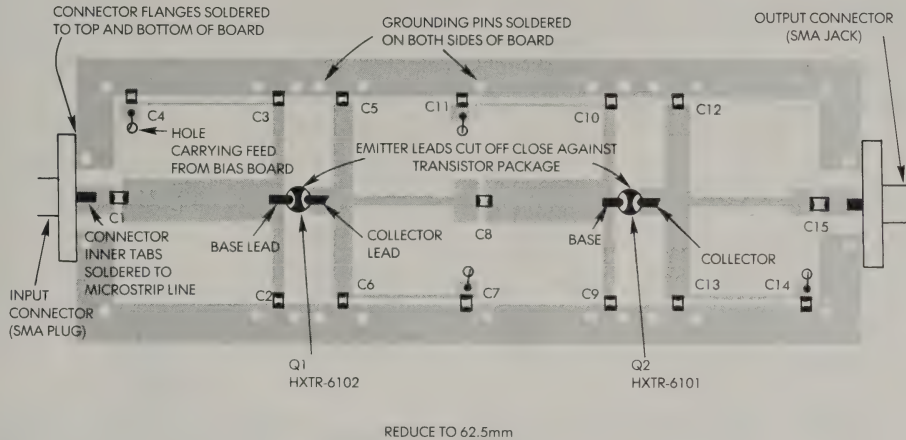 CONNECTOR FLANGES SOLDERED
TO TOP AND BOTTOM OF BOARD
GROUNDING PINS SOLDERED
ON BOTH SIDES OF BOARD
OUTPUT CONNECTOR
(SMA JACK)
C4
C3
C5
C11
C10
C12
HOLE
CARRYING FEED
FROM BIAS BOARD
EMITTER LEADS CUT OFF CLOSE AGAINST
TRANSISTOR PACKAGE
C1
CONNECTOR
INNER TABS
SOLDERED TO
MICROSTRIP LINE
BASE LEAD
COLLECTOR
LEAD
C8
BASE
COLLECTOR
C15
INPUT
CONNECTOR
(SMA PLUG)
C2
C6
C7
C9
C13
C14
Q1
HXTR-6102
Q2
HXTR-6101
REDUCE TO 62.5mm